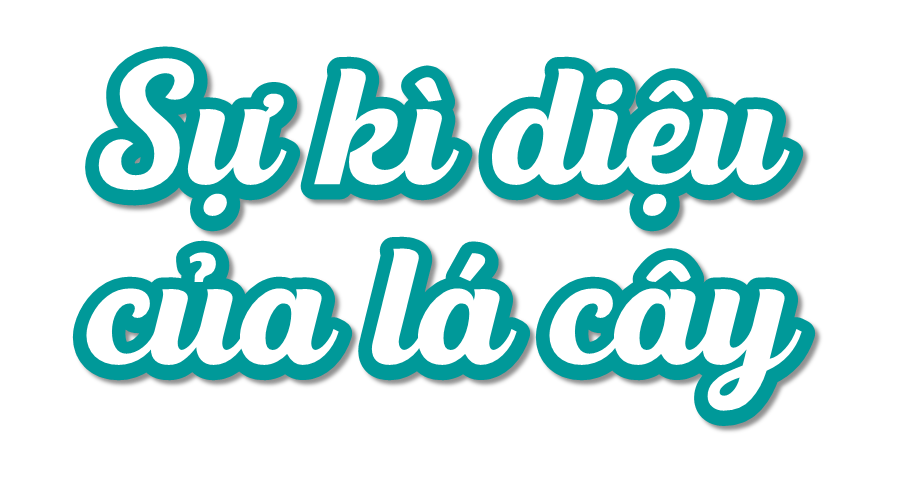 Sự kì diệu
của lá cây